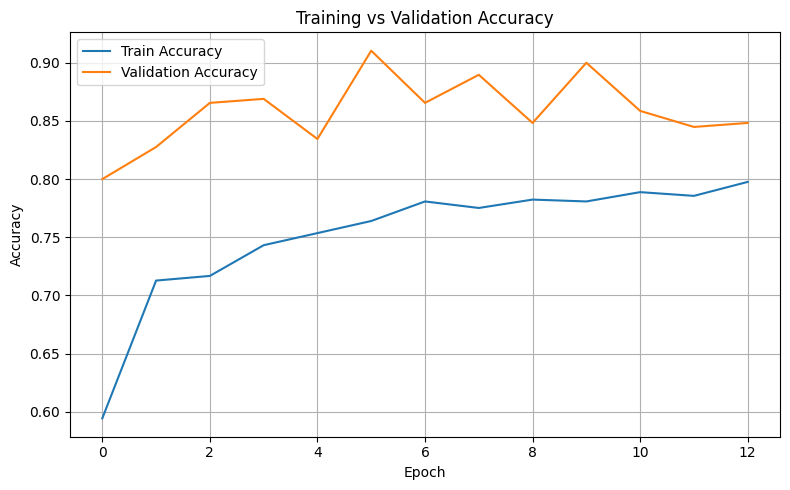 Training vs Validation Accuracy
Train Accuracy
Validation Accuracy
0.90
0.85
0.80
0.75
0.70
0.65
0.60
Accuracy
0 2 4 6 8 10 12
Epoch